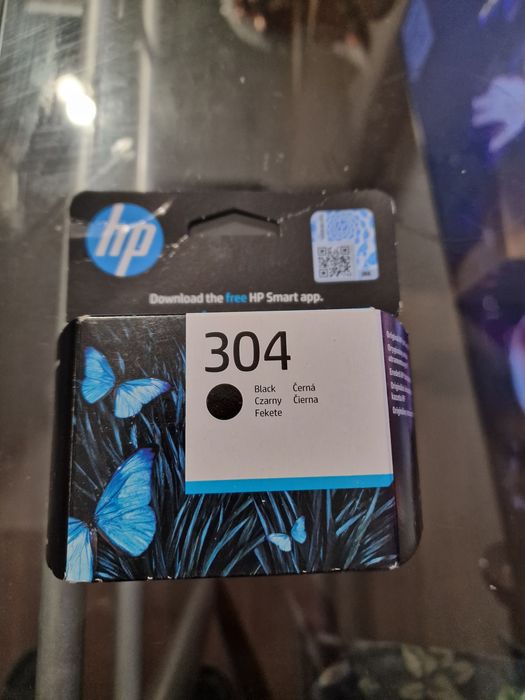 hp
Download the free HP Smart app.
304
Black Černá
Czarny Čierna
Fekete